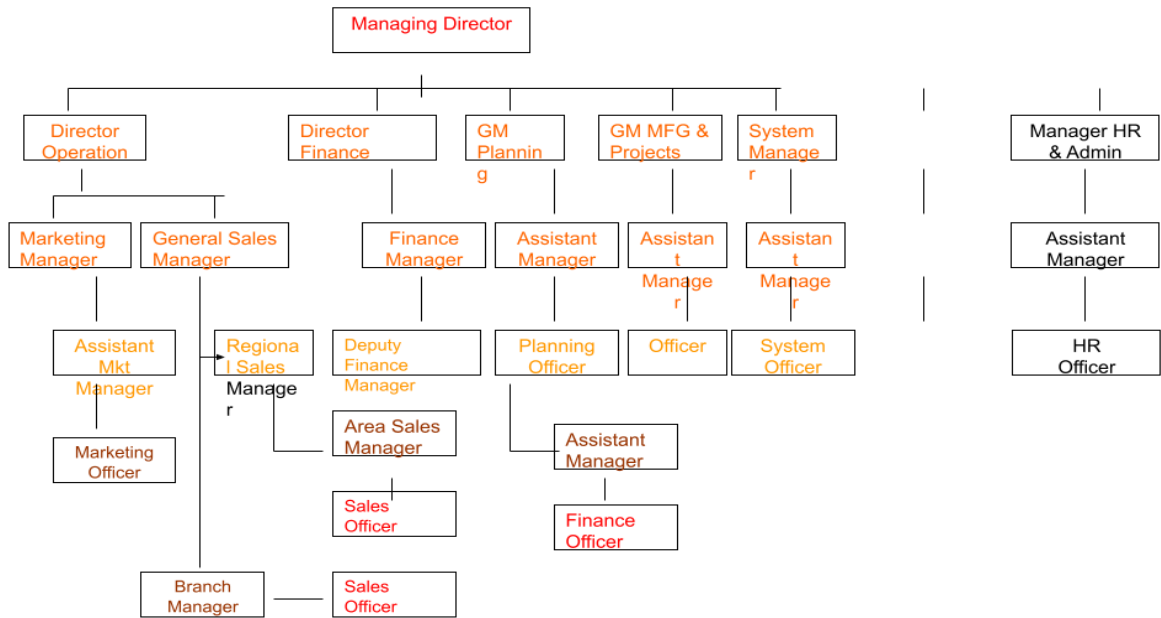 Managing Director
Director
Operation
Director
Finance
GM
Plannin
g
GM MFG &
Projects
System
Manage
r
Manager HR
& Admin
Marketing
Manager
General Sales
Manager
Finance
Manager
Assistant
Manager
Assistan
t
Manage
r
Assistan
t
Manage
r
Assistant
Manager
Assistant
Mkt
Manager
Regiona
l Sales
Manage
r
Deputy
Finance
Manager
Planning
Officer
Officer
System
Officer
HR
Officer
Area Sales
Manager
Assistant
Manager
Marketing
Officer
Sales
Officer
Finance
Officer
Branch
Manager
Sales
Officer